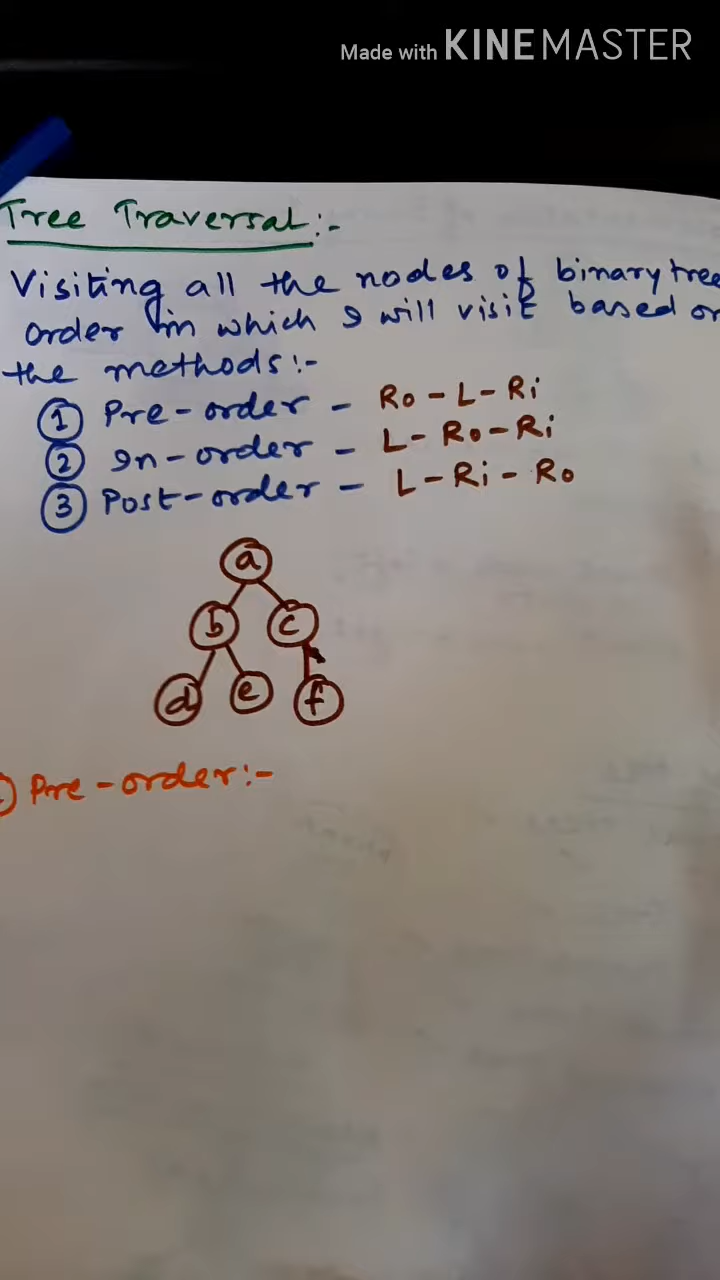 Made with KINEMASTER
Tree Traversal:-
Visiting all the nodes of binary tree
order in which I will visit based on
the methods:-
① Pre-order - Ro-L-Ri
② In-order - L-Ro-Ri
③ Post-order - L-Ri-Ro
a
b c
d e f
Pre-order:-